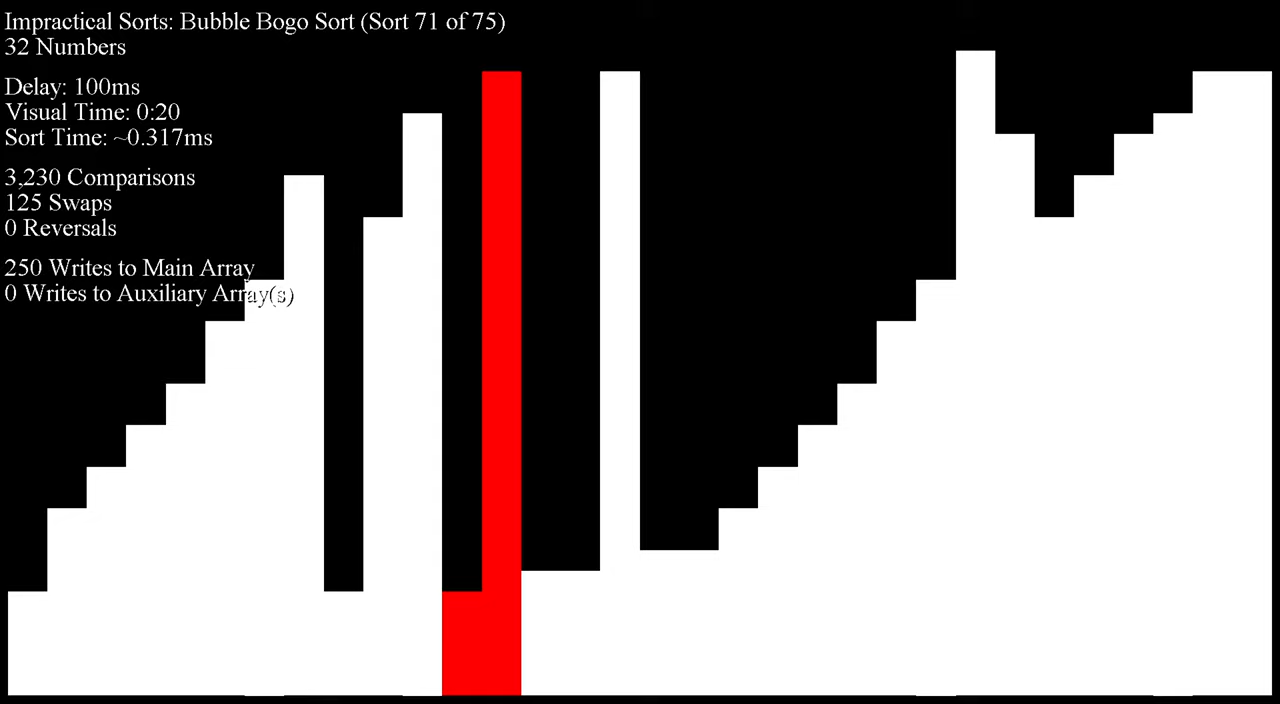 Impractical Sorts: Bubble Bogo Sort (Sort 71 of 75)
32 Numbers
Delay: 100ms
Visual Time: 0:20
Sort Time: ~0.317ms
3,230 Comparisons
125 Swaps
0 Reversals
250 Writes to Main Array
0 Writes to Auxiliary Array(s)